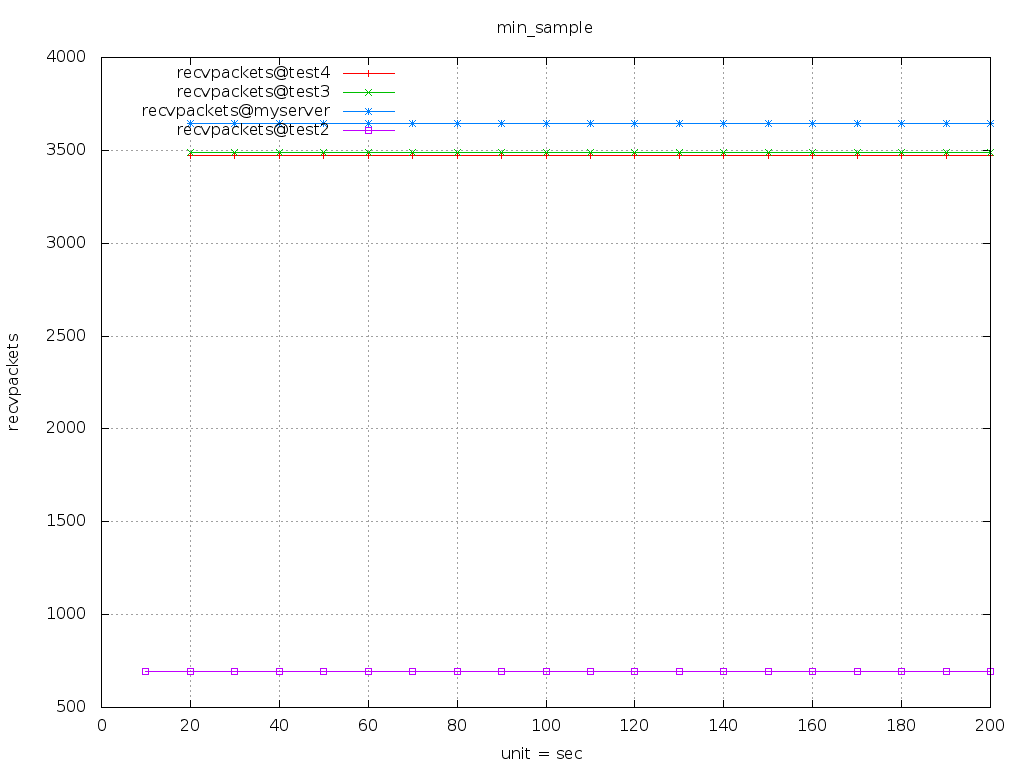 min_sample
4000
3500
3000
2500
2000
1500
1000
500
recvpackets@test4
recvpackets@test3
recvpackets@myserver
recvpackets@test2
recvpackets
0 20 40 60 80 100 120 140 160 180 200
unit = sec